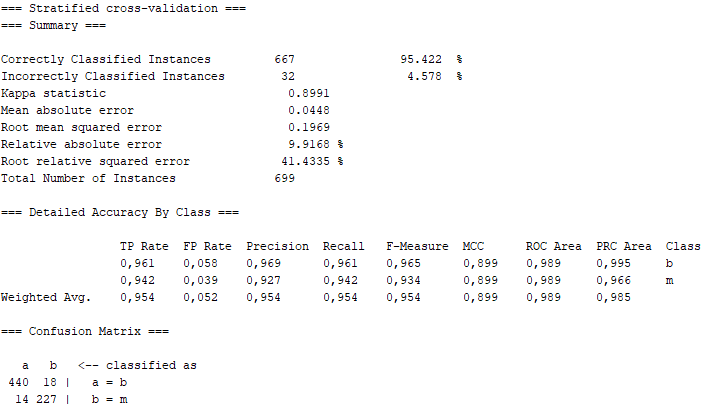 === Stratified cross-validation ===
=== Summary ===
Correctly Classified Instances         667               95.422  %
Incorrectly Classified Instances        32                4.578  %
Kappa statistic                          0.8991
Mean absolute error                      0.0448
Root mean squared error                  0.1969
Relative absolute error                  9.9168 %
Root relative squared error             41.4335 %
Total Number of Instances              699
=== Detailed Accuracy By Class ===
                 TP Rate  FP Rate  Precision  Recall   F-Measure  MCC      ROC Area  PRC Area  Class
                 0,961    0,058    0,969      0,961    0,965      0,899    0,989     0,995     b
                 0,942    0,039    0,927      0,942    0,934      0,899    0,989     0,966     m
Weighted Avg.    0,954    0,052    0,954      0,954    0,954      0,899    0,989     0,985
=== Confusion Matrix ===
   a   b   <-- classified as
 440  18 |   a = b
  14 227 |   b = m